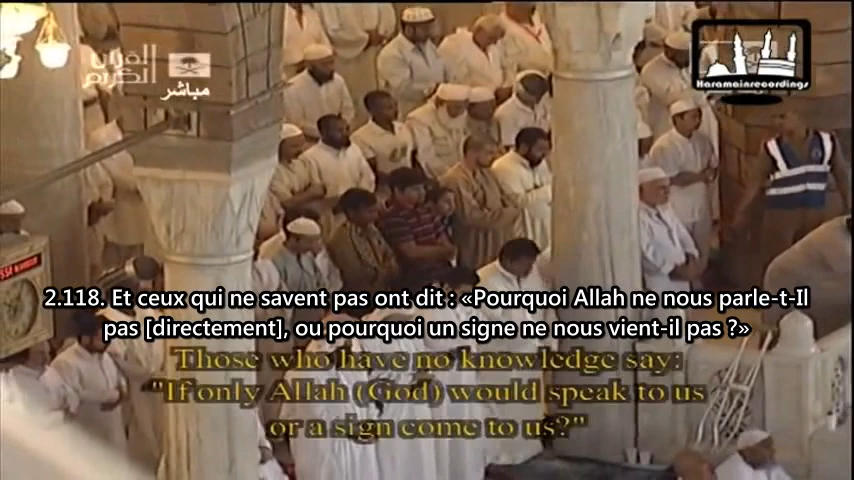 القرآن
الكريم
مباشر
Haramainrecordings
2.118. Et ceux qui ne savent pas ont dit : «Pourquoi Allah ne nous parle-t-Il
pas [directement], ou pourquoi un signe ne nous vient-il pas ?»
Those who have no knowledge say:
"If only Allah (God) would speak to us
or a sign come to us?"